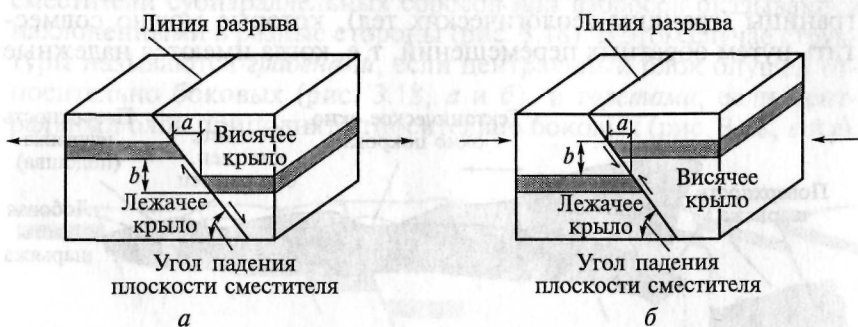 Линия разрыва
a
Висячее
крыло
b
Лежачее
крыло
Угол падения
плоскости сместителя
а
Линия разрыва
a
b
Висячее
крыло
Лежачее
крыло
Угол падения
плоскости сместителя
б